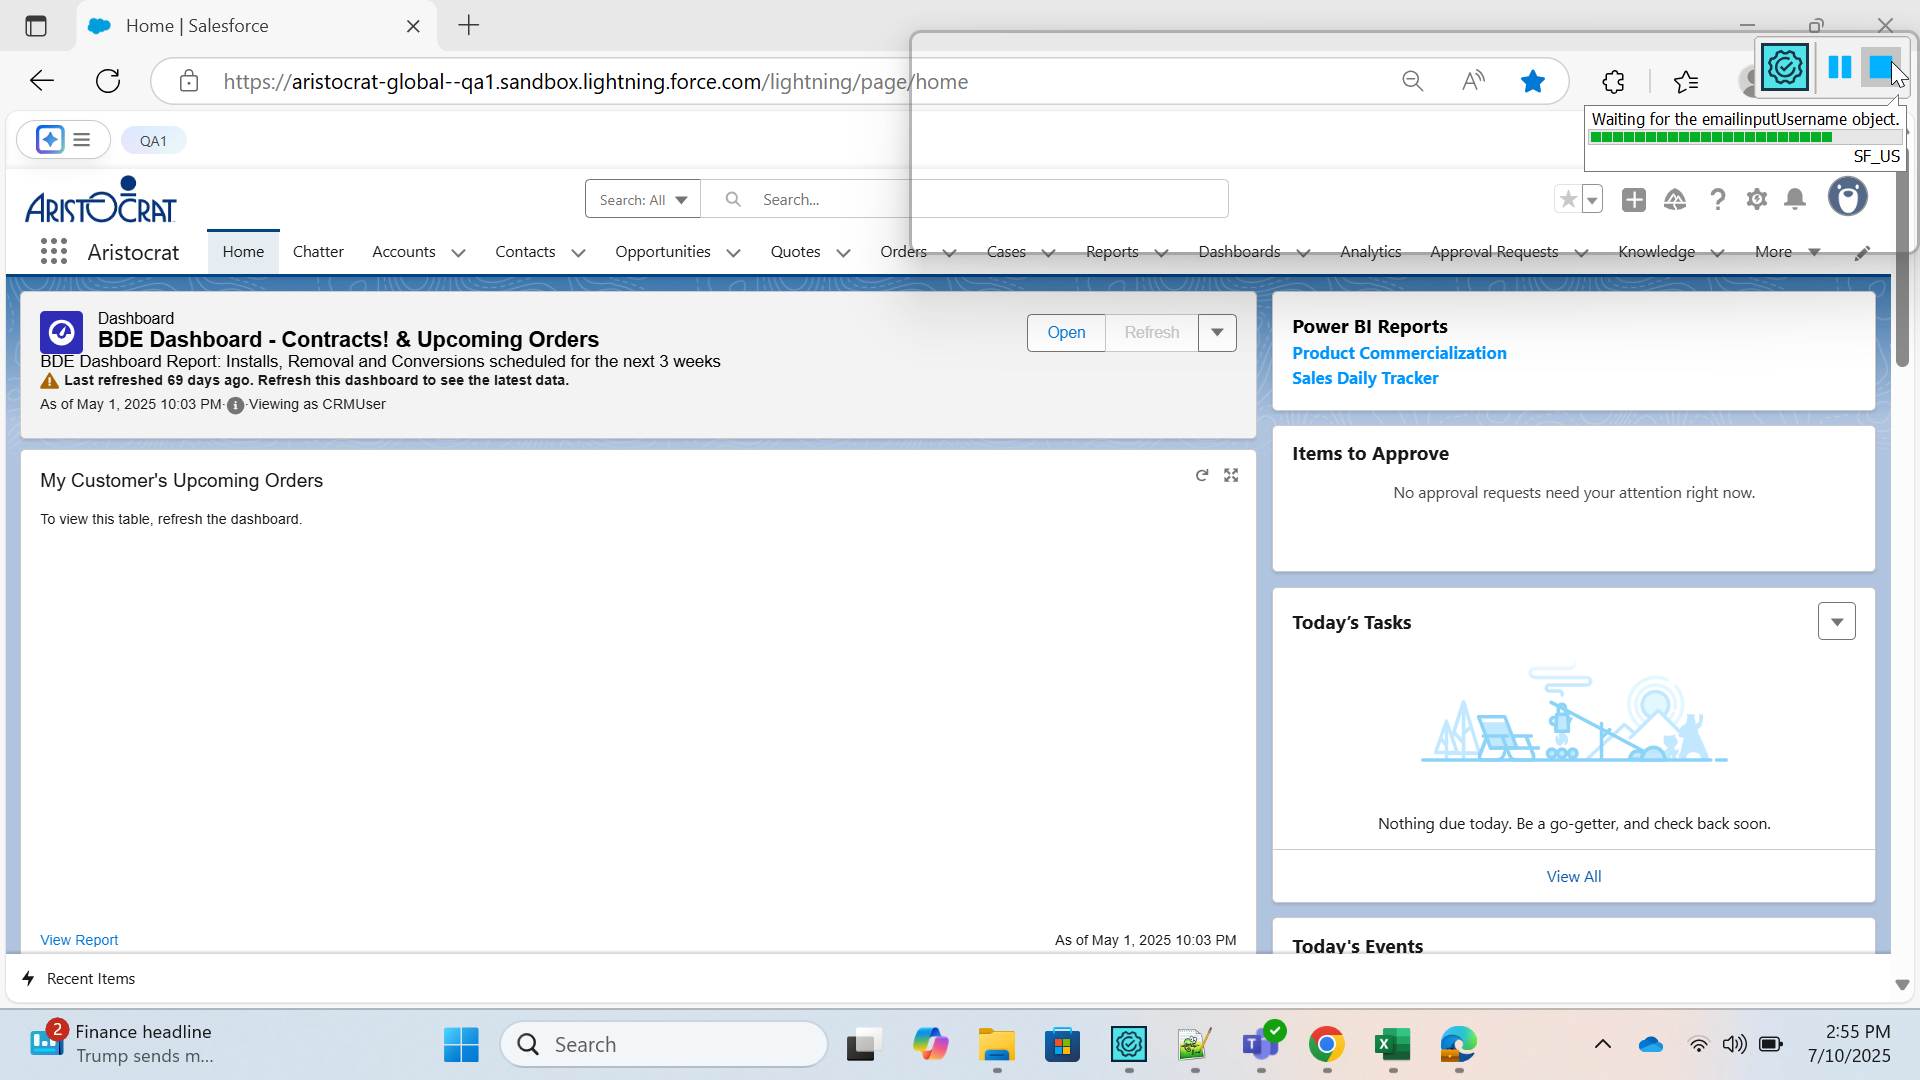 Home | Salesforce
https://aristocrat-global--qa1.sandbox.lightning.force.com/lightning/page/home
Waiting for the emailinputUsername object.
SF_US
QA1
ARISTOCRAT
Search: All
Search...
Aristocrat
Home
Chatter
Accounts
Contacts
Opportunities
Quotes
Orders
Cases
Reports
Dashboards
Analytics
Approval Requests
Knowledge
More
Dashboard
BDE Dashboard - Contracts! & Upcoming Orders
BDE Dashboard Report: Installs, Removal and Conversions scheduled for the next 3 weeks
Last refreshed 69 days ago. Refresh this dashboard to see the latest data.
As of May 1, 2025 10:03 PM·Viewing as CRMUser
Open
Refresh
My Customer's Upcoming Orders
To view this table, refresh the dashboard.
View Report
As of May 1, 2025 10:03 PM
Power BI Reports
Product Commercialization
Sales Daily Tracker
Items to Approve
No approval requests need your attention right now.
Today’s Tasks
Nothing due today. Be a go-getter, and check back soon.
View All
Today's Events
Recent Items
2
Finance headline
Trump sends m...
Search
2:55 PM
7/10/2025